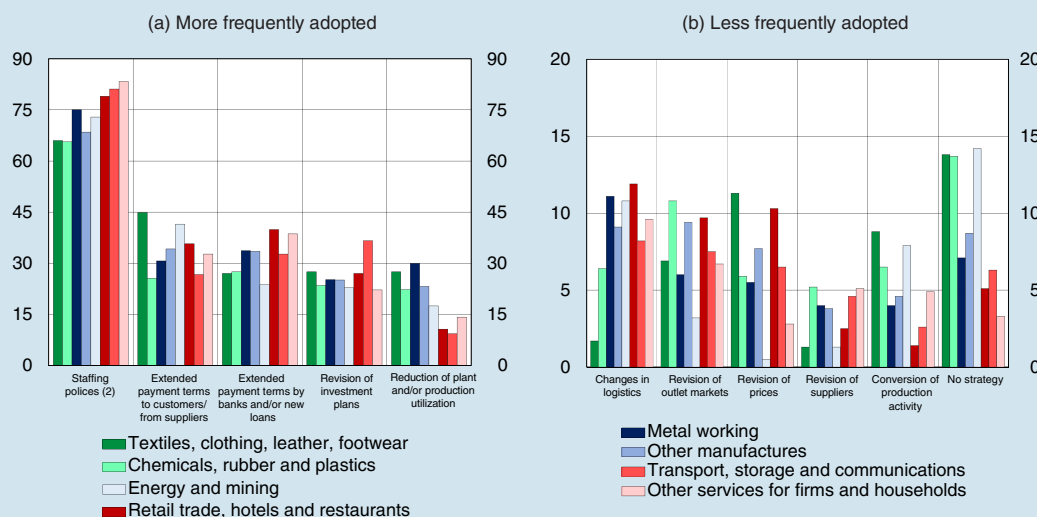 (a) More frequently adopted
90 90
75 75
60 60
45 45
30 30
15 15
0 0
Staffing
polices (2)
Extended
payment terms
to customers/
from suppliers
Extended
payment terms by
banks and/or new
loans
Revision of
investment
plans
Reduction of plant
and/or production
utilization
Textiles, clothing, leather, footwear
Chemicals, rubber and plastics
Energy and mining
Retail trade, hotels and restaurants
(b) Less frequently adopted
20 20
15 15
10 10
5 5
0 0
Changes in
logistics
Revision of
outlet markets
Revision of
prices
Revision of
suppliers
Conversion of
production
activity
No strategy
Metal working
Other manufactures
Transport, storage and communications
Other services for firms and households